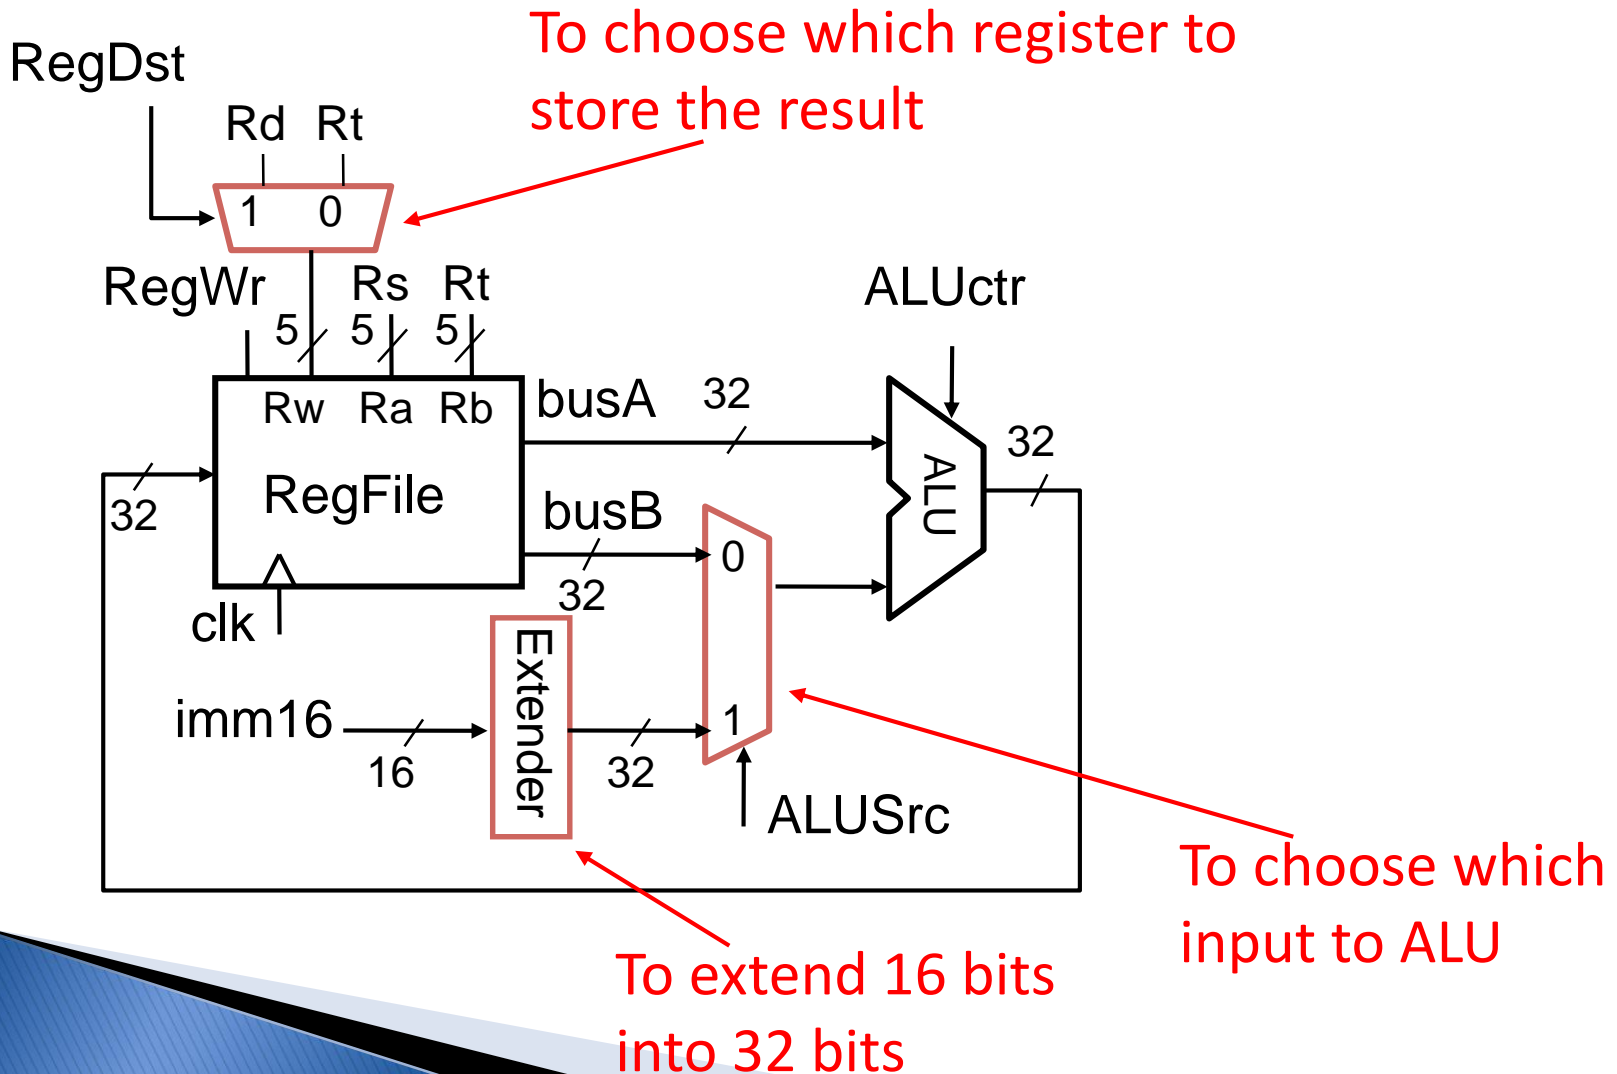 To choose which register to
store the result
RegDst
Rd Rt
1 0
RegWr Rs Rt
5 5 5
ALUctr
Rw Ra Rb
busA 32
32
RegFile
ALU
32
busB
0
32
clk
Extender
imm16
16
32
1
ALUSrc
To choose which
input to ALU
To extend 16 bits
into 32 bits